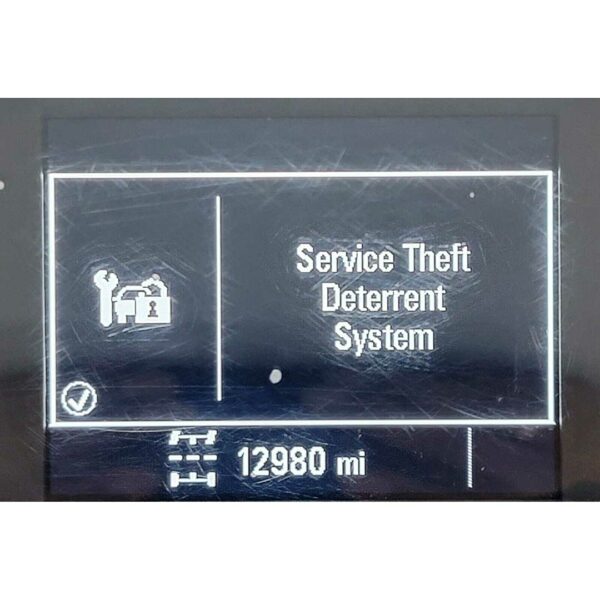 Service Theft
Deterrent
System
12980 mi